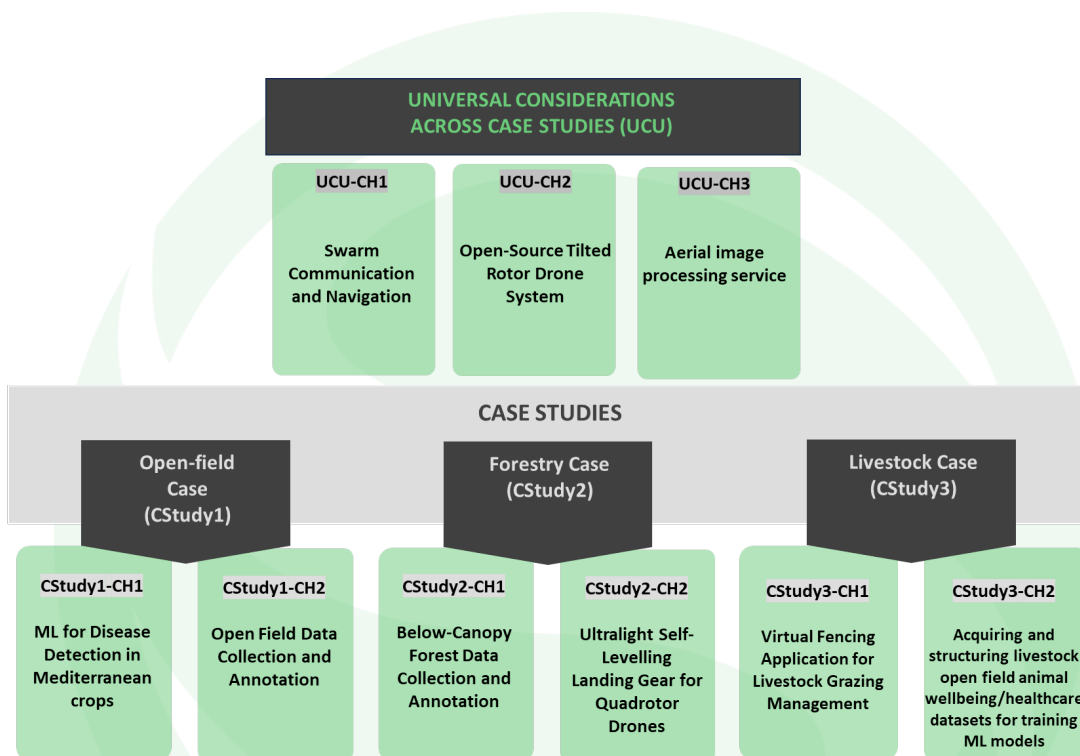 UNIVERSAL CONSIDERATIONS
ACROSS CASE STUDIES (UCU)
UCU-CH1
Swarm
Communication
and Navigation
UCU-CH2
Open-Source Tilted
Rotor Drone
System
UCU-CH3
Aerial image
processing service
CASE STUDIES
Open-field
Case
(CStudy1)
Forestry Case
(CStudy2)
Livestock Case
(CStudy3)
CStudy1-CH1
ML for Disease
Detection in
Mediterranean
crops
CStudy1-CH2
Open Field Data
Collection and
Annotation
CStudy2-CH1
Below-Canopy
Forest Data
Collection and
Annotation
CStudy2-CH2
Ultralight Self-
Levelling
Landing Gear for
Quadrotor
Drones
CStudy3-CH1
Virtual Fencing
Application for
Livestock Grazing
Management
CStudy3-CH2
Acquiring and
structuring livestock
open field animal
wellbeing/healthcare
datasets for training
ML models